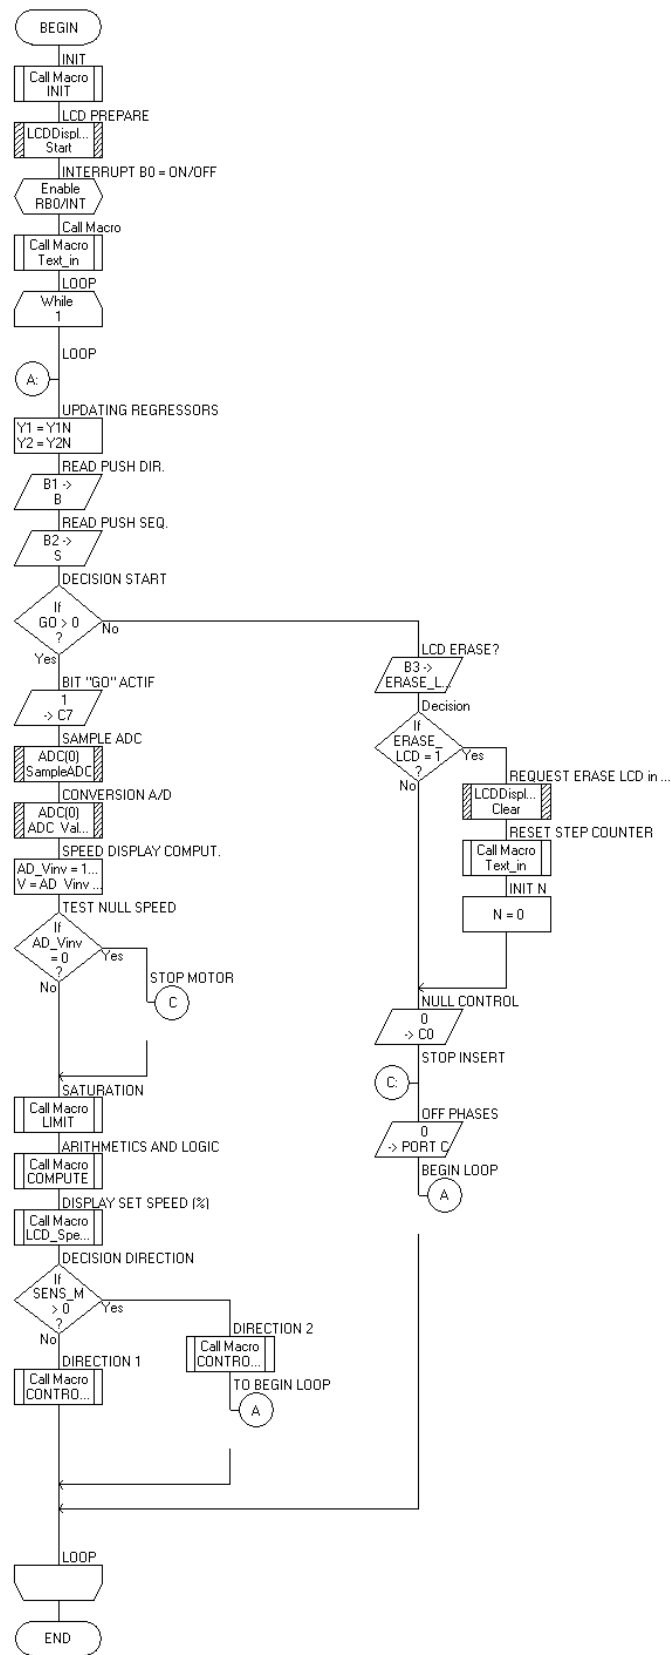 BEGIN
INIT
Call Macro
INIT
LCD PREPARE
LCDDispl...
Start
INTERRUPT B0 = ON/OFF
Enable
RB0/INT
Call Macro
Call Macro
Text_in
LOOP
While
1
LOOP
A:
UPDATING REGRESSORS
Y1 = Y1N
Y2 = Y2N
READ PUSH DIR.
B1 ->
B
READ PUSH SEQ.
B2 ->
S
DECISION START
If
GO > 0
?
No
Yes
BIT "GO" ACTIF
1
-> C7
SAMPLE ADC
ADC(0)
SampleADC
CONVERSION A/D
ADC(0)
ADC_Val...
SPEED DISPLAY COMPUT.
AD_Vinv = 1...
V = AD_Vinv ...
TEST NULL SPEED
If
AD_Vinv
= 0
?
Yes
No
STOP MOTOR
C
SATURATION
Call Macro
LIMIT
ARITHMETICS AND LOGIC
Call Macro
COMPUTE
DISPLAY SET SPEED (%)
Call Macro
LCD_Spe...
DECISION DIRECTION
If
SENS_M
> 0
?
Yes
No
DIRECTION 1
Call Macro
CONTRO...
DIRECTION 2
Call Macro
CONTRO...
TO BEGIN LOOP
A
LCD ERASE?
B3 ->
ERASE_L...
Decision
If
ERASE_
LCD = 1
?
Yes
No
REQUEST ERASE LCD in ...
LCDDispl...
Clear
RESET STEP COUNTER
Call Macro
Text_in
INIT N
N = 0
NULL CONTROL
0
-> C0
STOP INSERT
C:
OFF PHASES
0
-> PORT C
BEGIN LOOP
A
LOOP
END